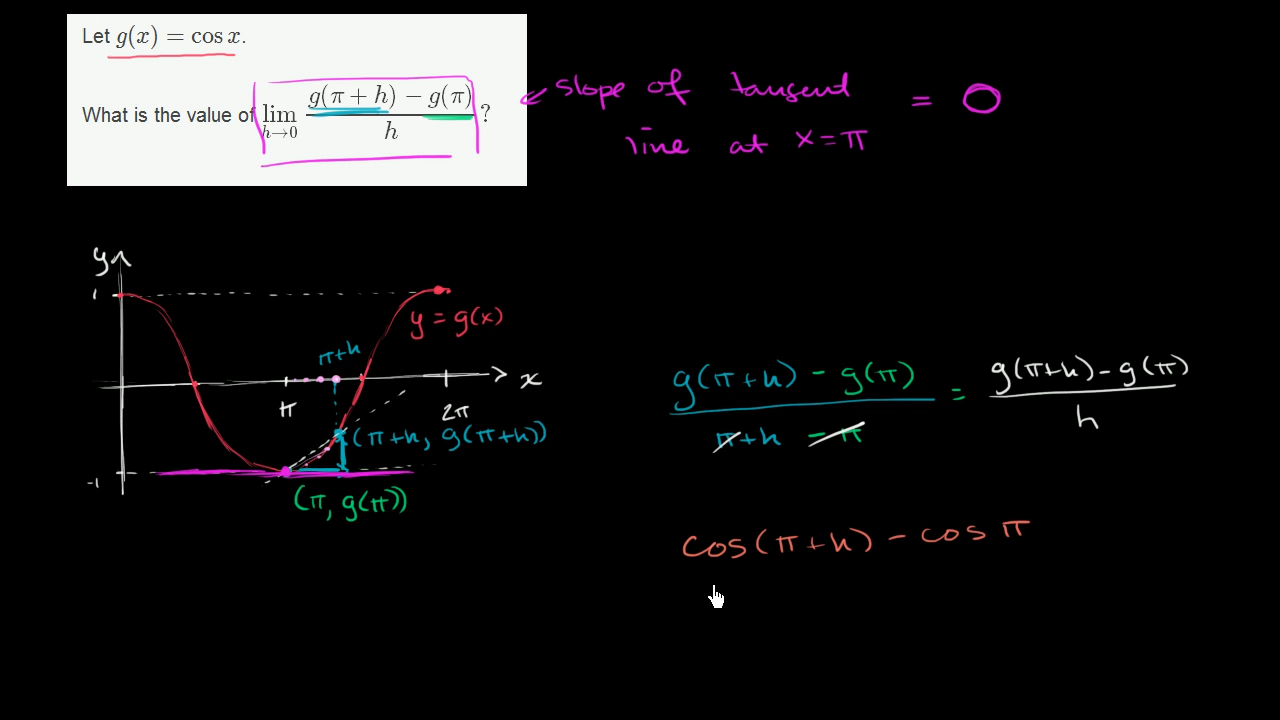 Let g(x) = cos x.
What is the value of lim h→0 g(π + h) − g(π) / h ?
slope of tangent
line at x=π
= 0
y
1
y = g(x)
π+h
x
π
2π
(π+h, g(π+h))
-1
(π, g(π))
g(π+h) - g(π) / π+h - π = g(π+h) - g(π) / h
cos(π+h) - cos π